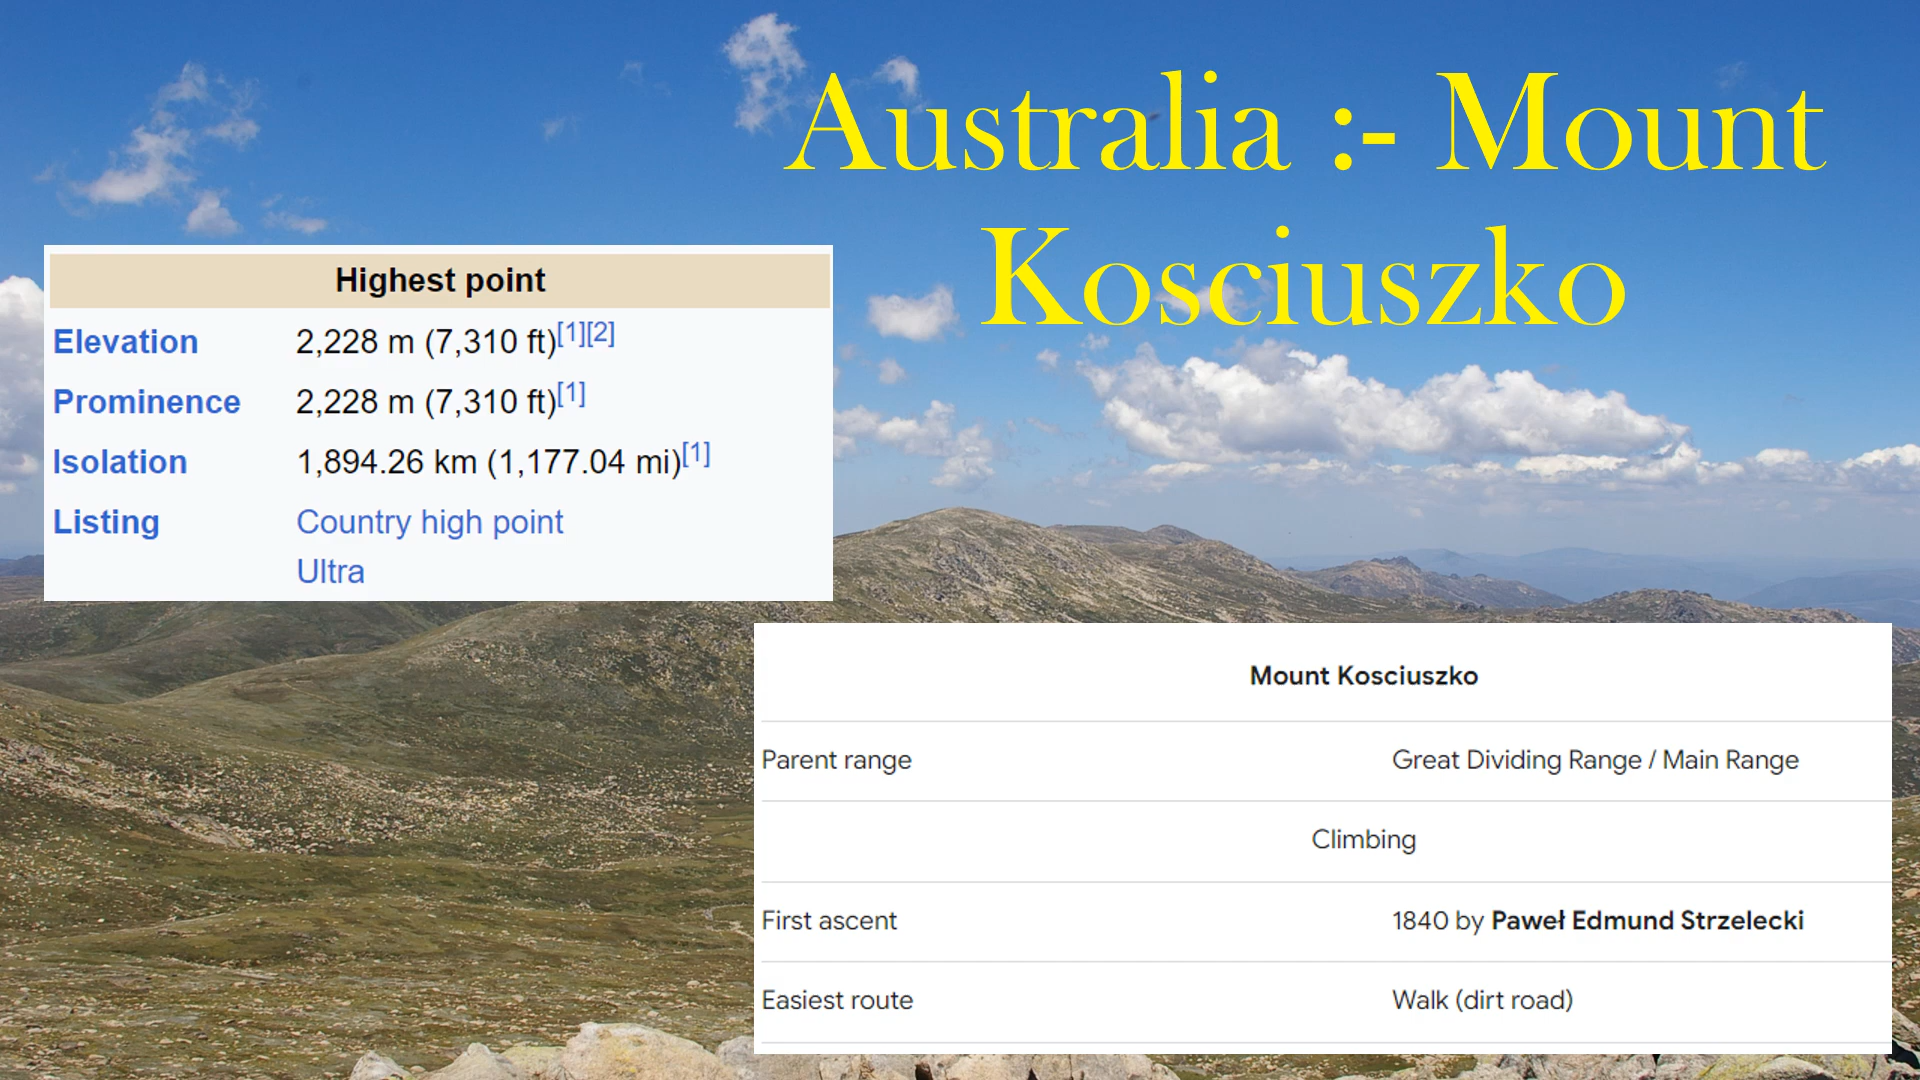 Australia :- Mount
Kosciuszko
Highest point
Elevation 2,228 m (7,310 ft)[1][2]
Prominence 2,228 m (7,310 ft)[1]
Isolation 1,894.26 km (1,177.04 mi)[1]
Listing Country high point
Ultra
Mount Kosciuszko
Parent range Great Dividing Range / Main Range
Climbing
First ascent 1840 by Paweł Edmund Strzelecki
Easiest route Walk (dirt road)